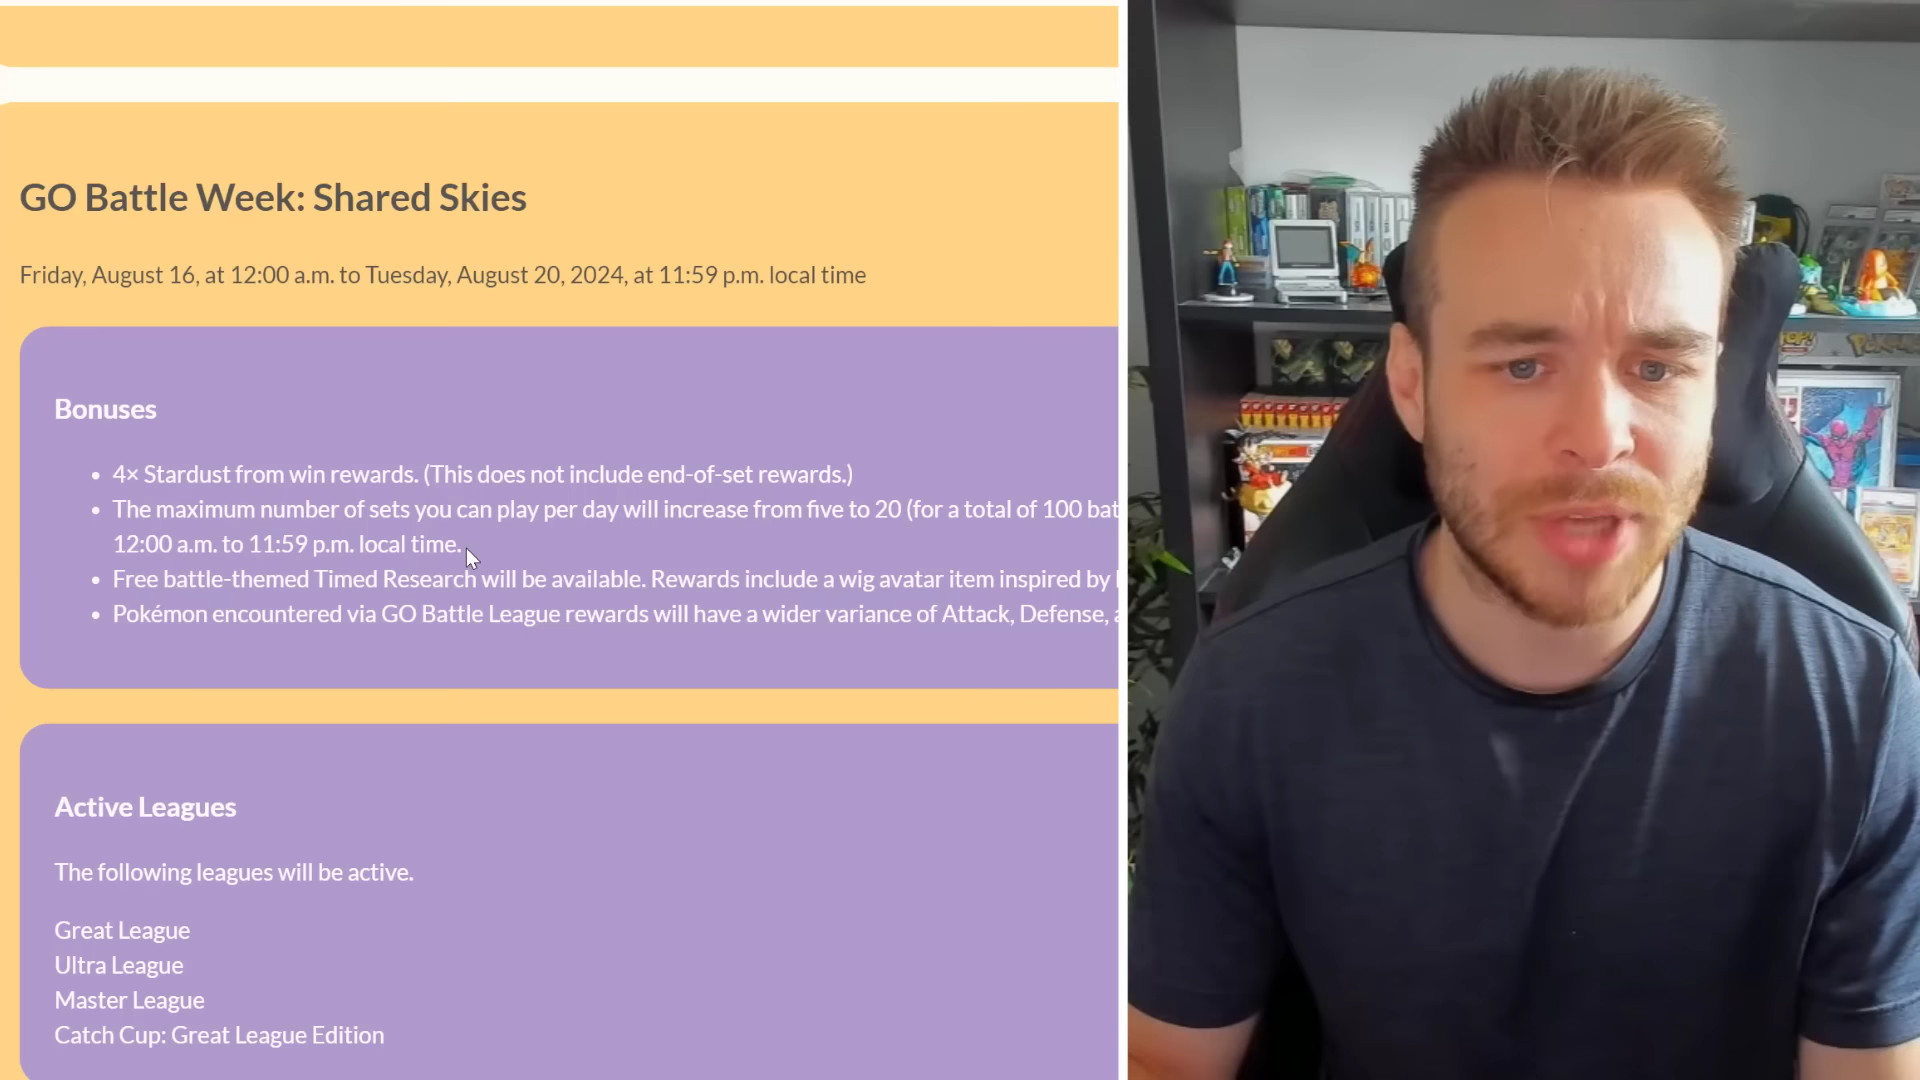 GO Battle Week: Shared Skies
Friday, August 16, at 12:00 a.m. to Tuesday, August 20, 2024, at 11:59 p.m. local time
Bonuses
• 4× Stardust from win rewards. (This does not include end-of-set rewards.)
• The maximum number of sets you can play per day will increase from five to 20 (for a total of 100 bat
12:00 a.m. to 11:59 p.m. local time.
• Free battle-themed Timed Research will be available. Rewards include a wig avatar item inspired by
• Pokémon encountered via GO Battle League rewards will have a wider variance of Attack, Defense,
Active Leagues
The following leagues will be active.
Great League
Ultra League
Master League
Catch Cup: Great League Edition